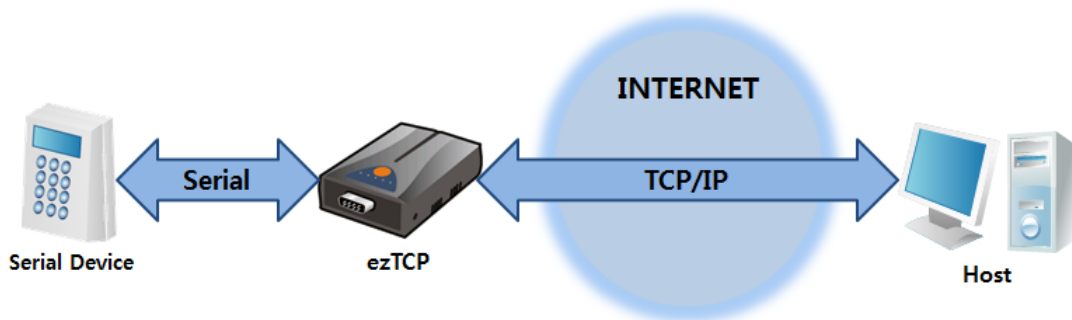 INTERNET
Serial
TCP/IP
Serial Device
ezTCP
Host